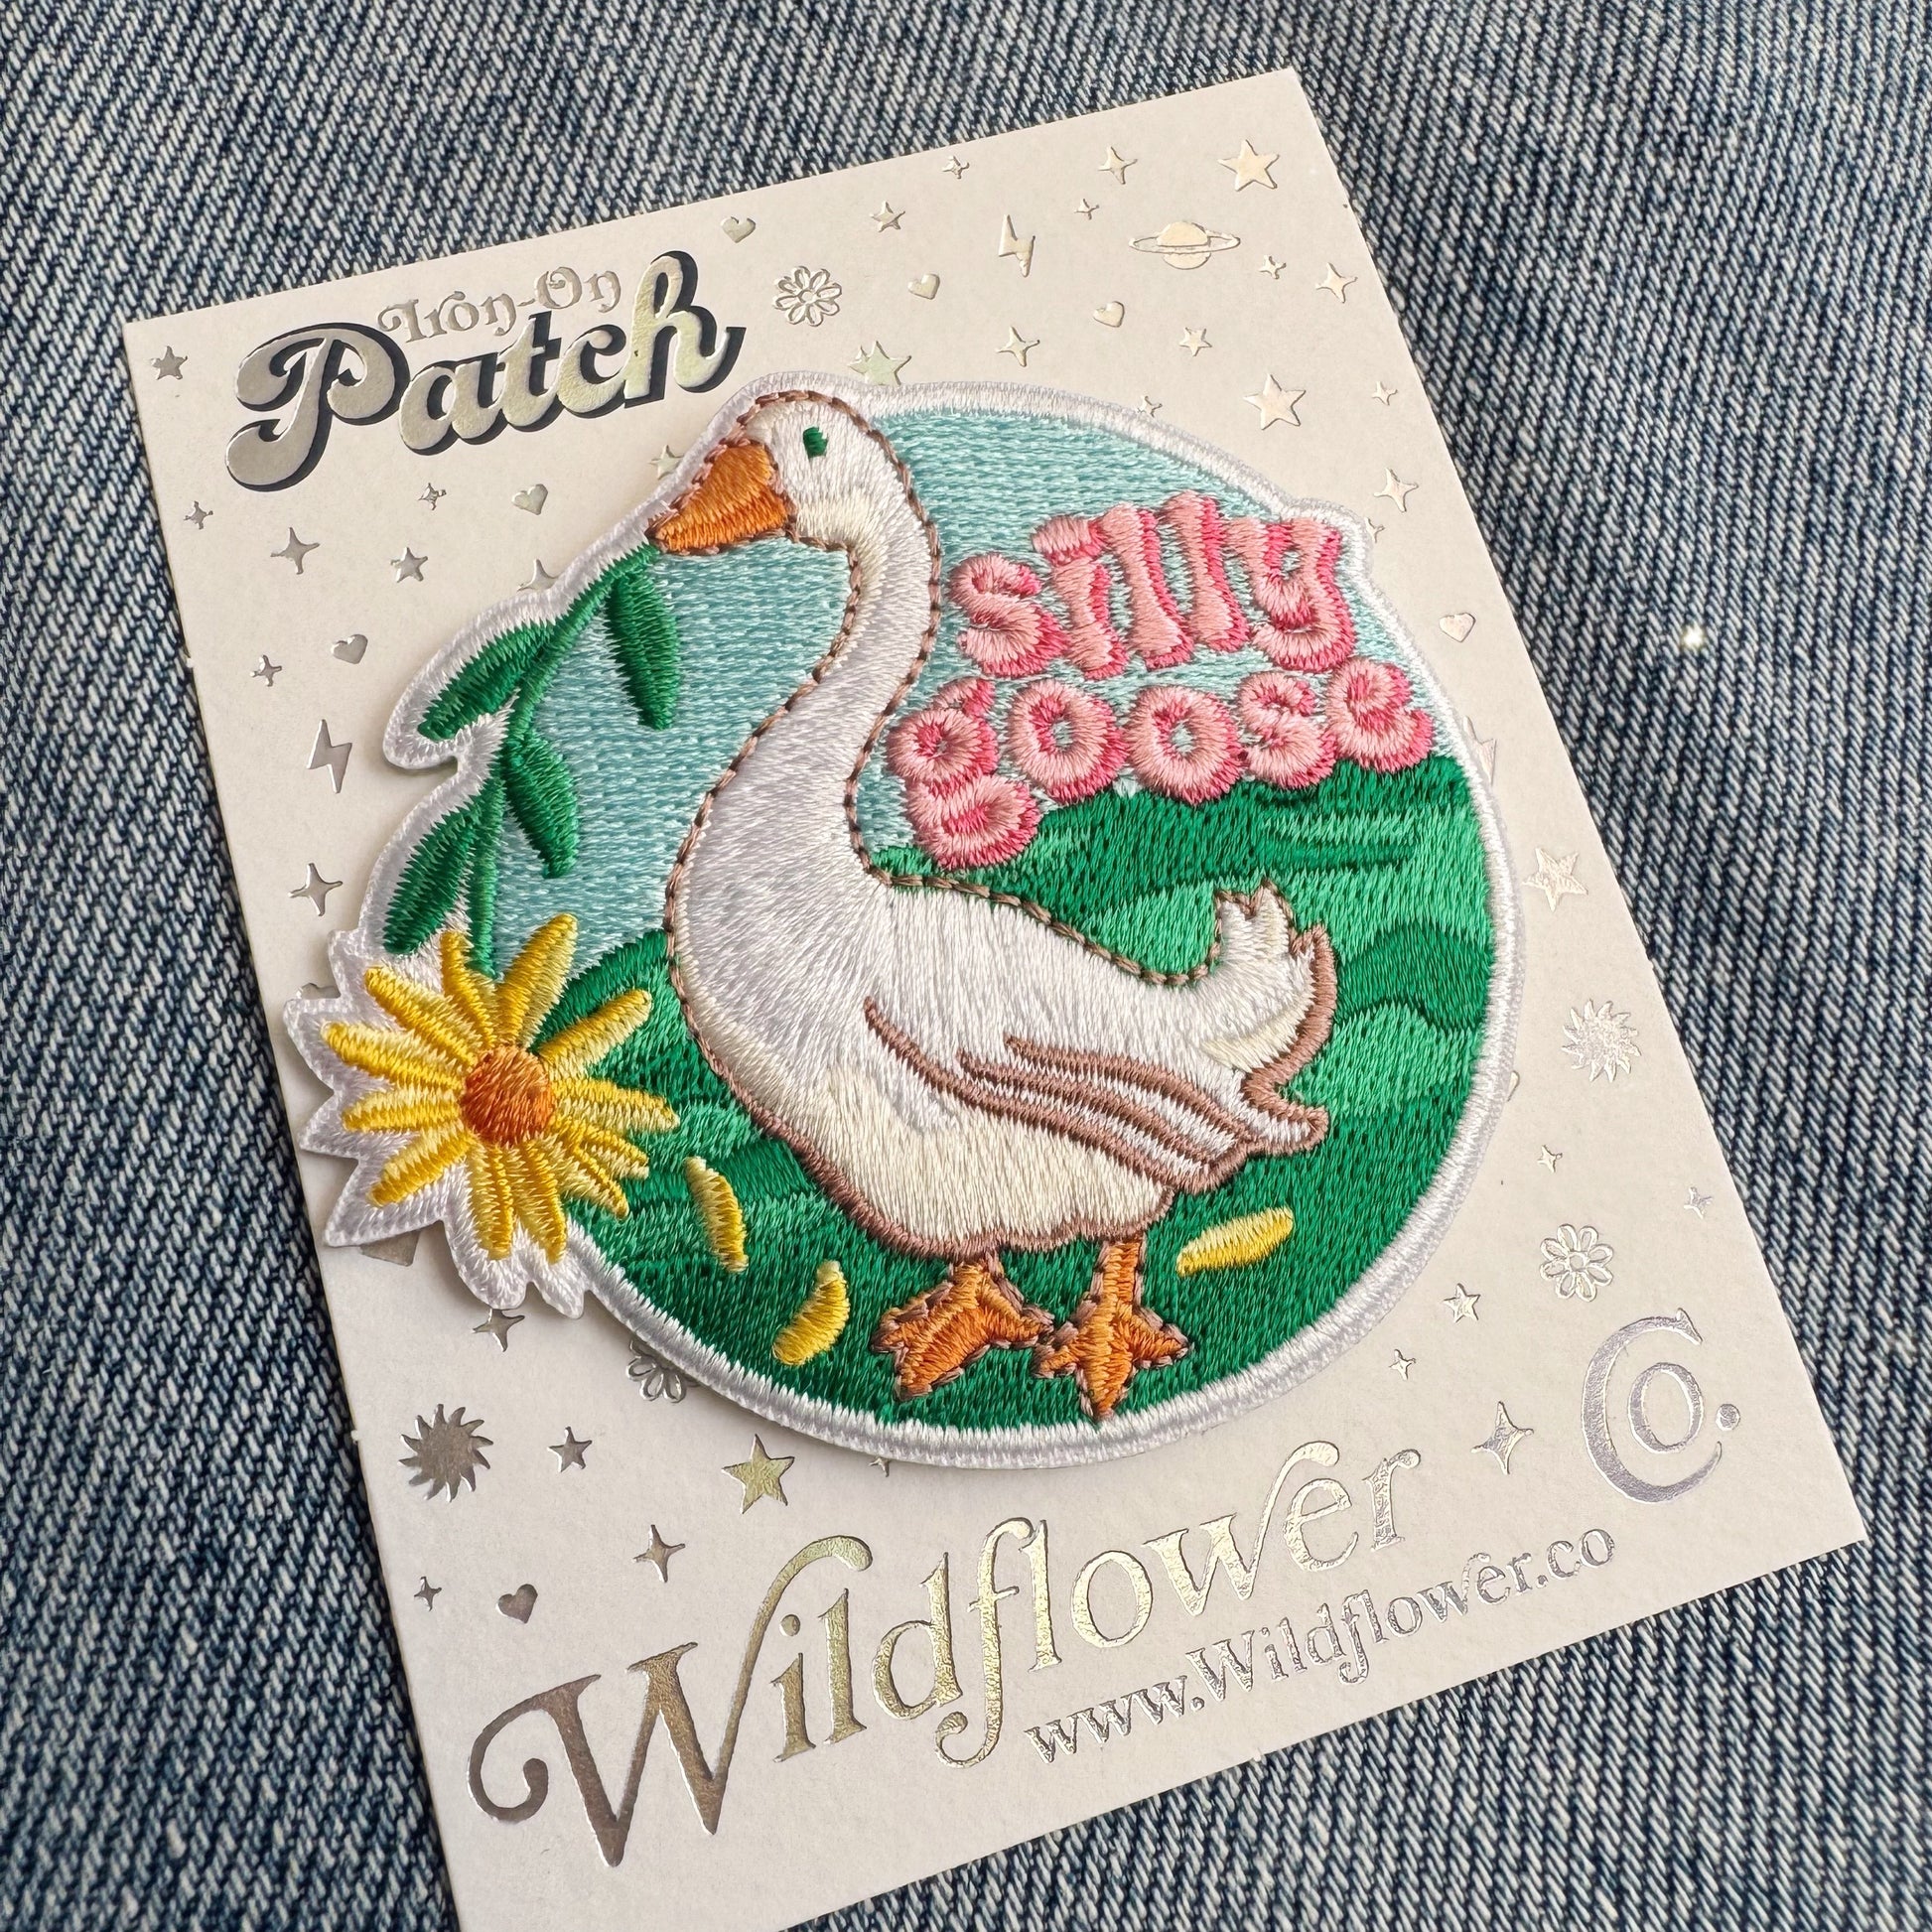 Iron-On
Patch
silly
goose
Wildflower Co.
www.Wildflower.co